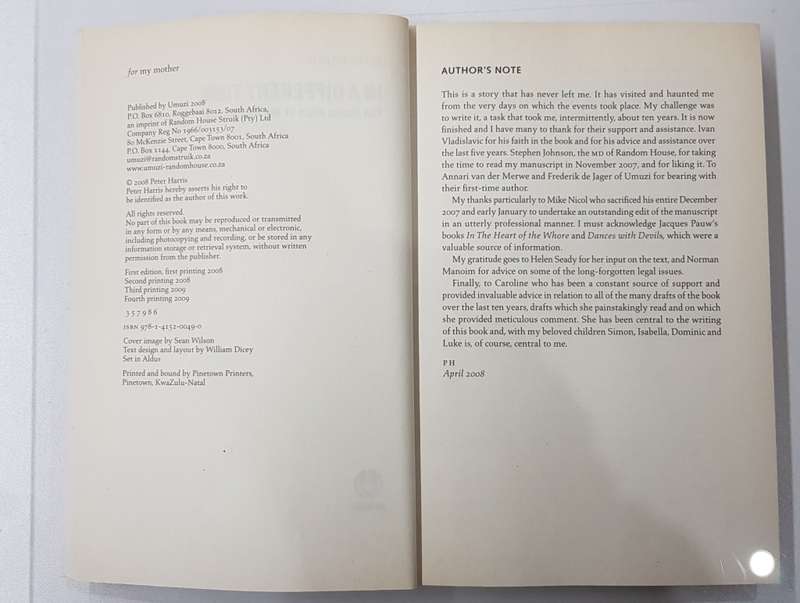 for my mother
Published by Umuzi 2008
P.O. Box 6810, Roggebaai 8012, South Africa,
an imprint of Random House Struik (Pty) Ltd
Company Reg No 1966/003153/07
80 McKenzie Street, Cape Town 8001, South Africa
P.O. Box 1144, Cape Town 8000, South Africa
umuzi@randomstruik.co.za
www.umuzi-randomhouse.co.za
© 2008 Peter Harris
Peter Harris hereby asserts his right to
be identified as the author of this work.
All rights reserved.
No part of this book may be reproduced or transmitted
in any form or by any means, mechanical or electronic,
including photocopying and recording, or be stored in any
information storage or retrieval system, without written
permission from the publisher.
First edition, first printing 2008
Second printing 2008
Third printing 2009
Fourth printing 2009
3 5 7 9 8 6
ISBN 978-1-4152-0049-0
Cover image by Sean Wilson
Text design and layout by William Dicey
Set in Aldus
Printed and bound by Pinetown Printers,
Pinetown, KwaZulu-Natal
AUTHOR'S NOTE
This is a story that has never left me. It has visited and haunted me
from the very days on which the events took place. My challenge was
to write it, a task that took me, intermittently, about ten years. It is now
finished and I have many to thank for their support and assistance. Ivan
Vladislavic for his faith in the book and for his advice and assistance over
the last five years. Stephen Johnson, the MD of Random House, for taking
the time to read my manuscript in November 2007, and for liking it. To
Annari van der Merwe and Frederik de Jager of Umuzi for bearing with
their first-time author.
My thanks particularly to Mike Nicol who sacrificed his entire December
2007 and early January to undertake an outstanding edit of the manuscript
in an utterly professional manner. I must acknowledge Jacques Pauw's
books In The Heart of the Whore and Dances with Devils, which were a
valuable source of information.
My gratitude goes to Helen Seady for her input on the text, and Norman
Manoim for advice on some of the long-forgotten legal issues.
Finally, to Caroline who has been a constant source of support and
provided invaluable advice in relation to all of the many drafts of the book
over the last ten years, drafts which she painstakingly read and on which
she provided meticulous comment. She has been central to the writing
of this book and, with my beloved children Simon, Isabella, Dominic and
Luke is, of course, central to me.
PH
April 2008